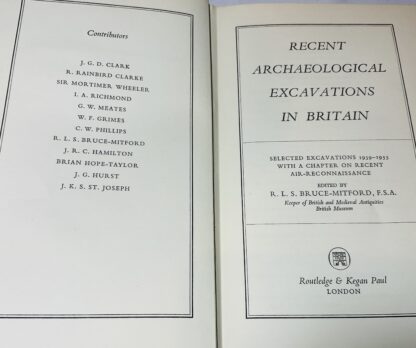 Contributors
J. G. D. CLARK
R. RAINBIRD CLARKE
SIR MORTIMER WHEELER
I. A. RICHMOND
G. W. MEATES
W. F. GRIMES
C. W. PHILLIPS
R. L. S. BRUCE-MITFORD
J. R. C. HAMILTON
BRIAN HOPE-TAYLOR
J. G. HURST
J. K. S. ST. JOSEPH
RECENT
ARCHAEOLOGICAL
EXCAVATIONS
IN BRITAIN
SELECTED EXCAVATIONS 1939–1955
WITH A CHAPTER ON RECENT
AIR-RECONNAISSANCE
EDITED BY
R. L. S. BRUCE-MITFORD, F.S.A.
Keeper of British and Medieval Antiquities
British Museum
Routledge & Kegan Paul
LONDON